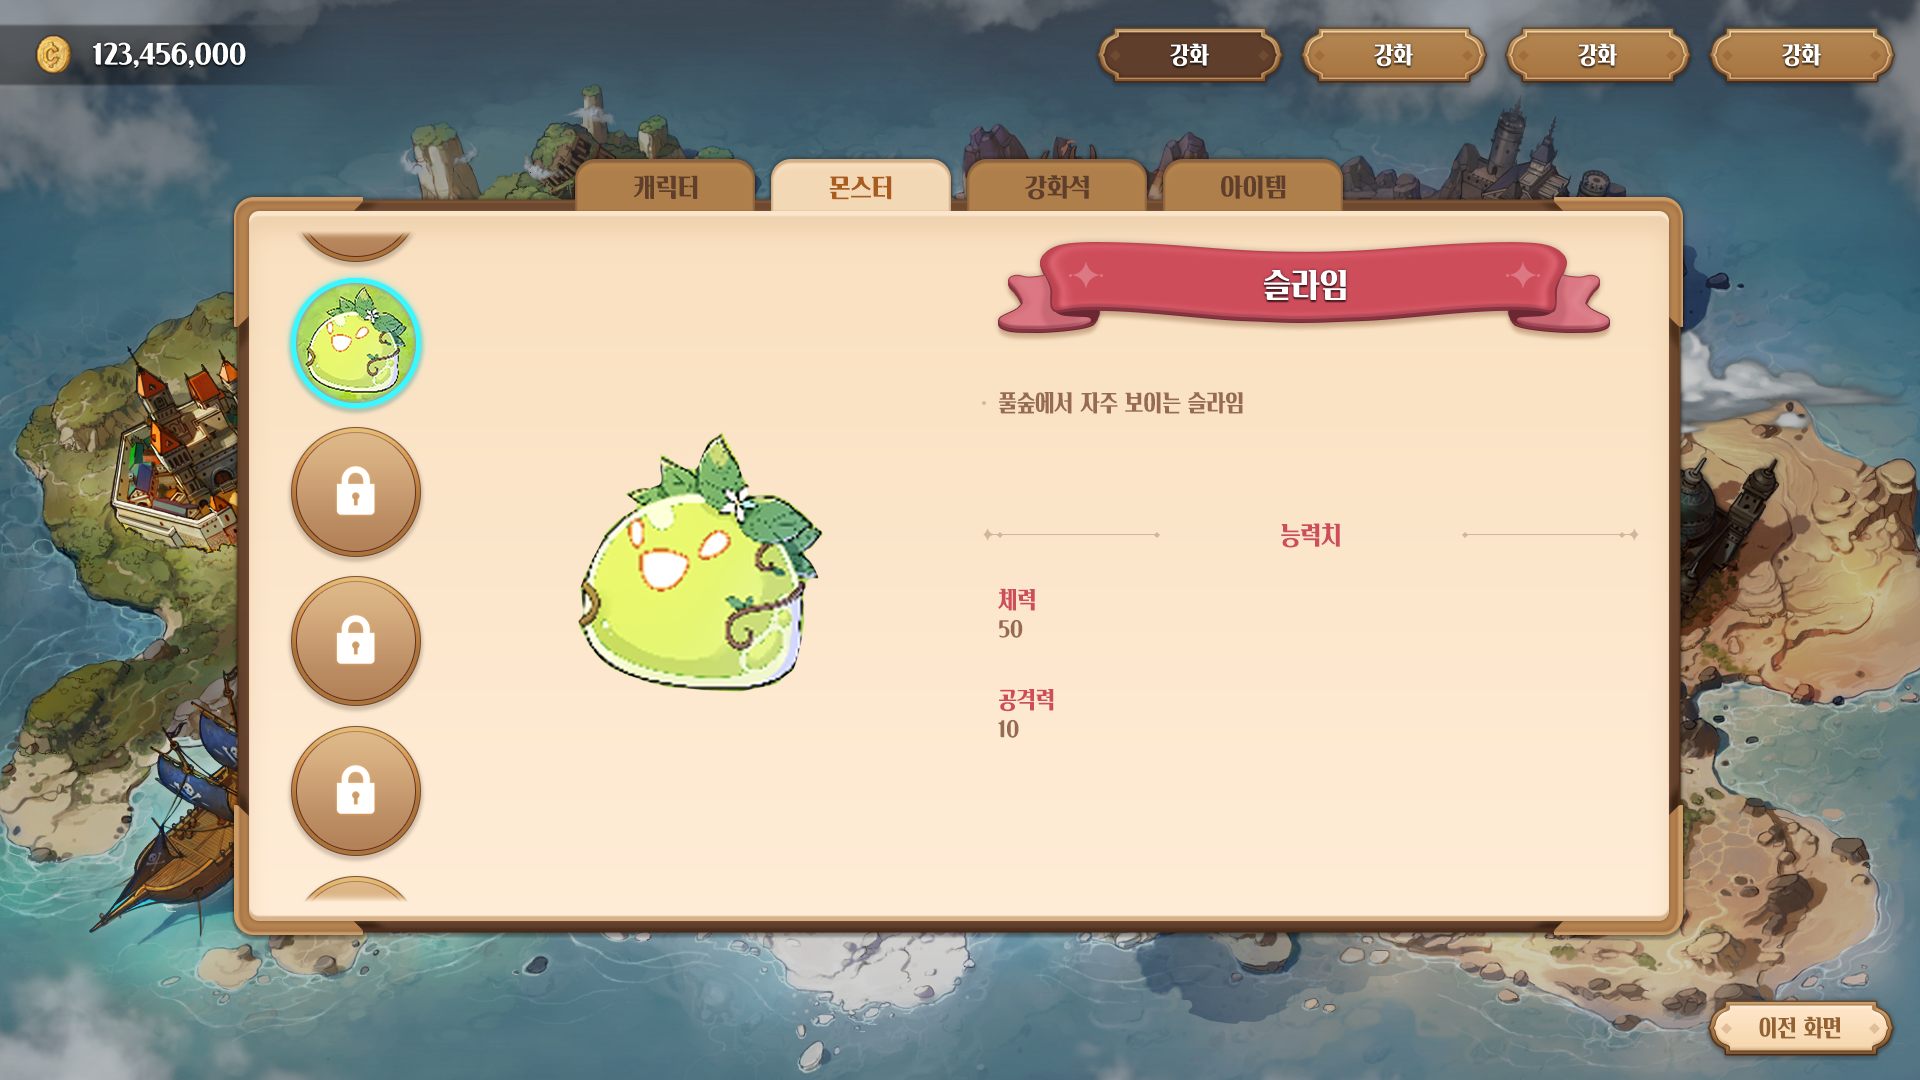 123,456,000
강화
강화
강화
강화
캐릭터
몬스터
강화석
아이템
슬라임
· 풀숲에서 자주 보이는 슬라임
능력치
체력
50
공격력
10
이전 화면